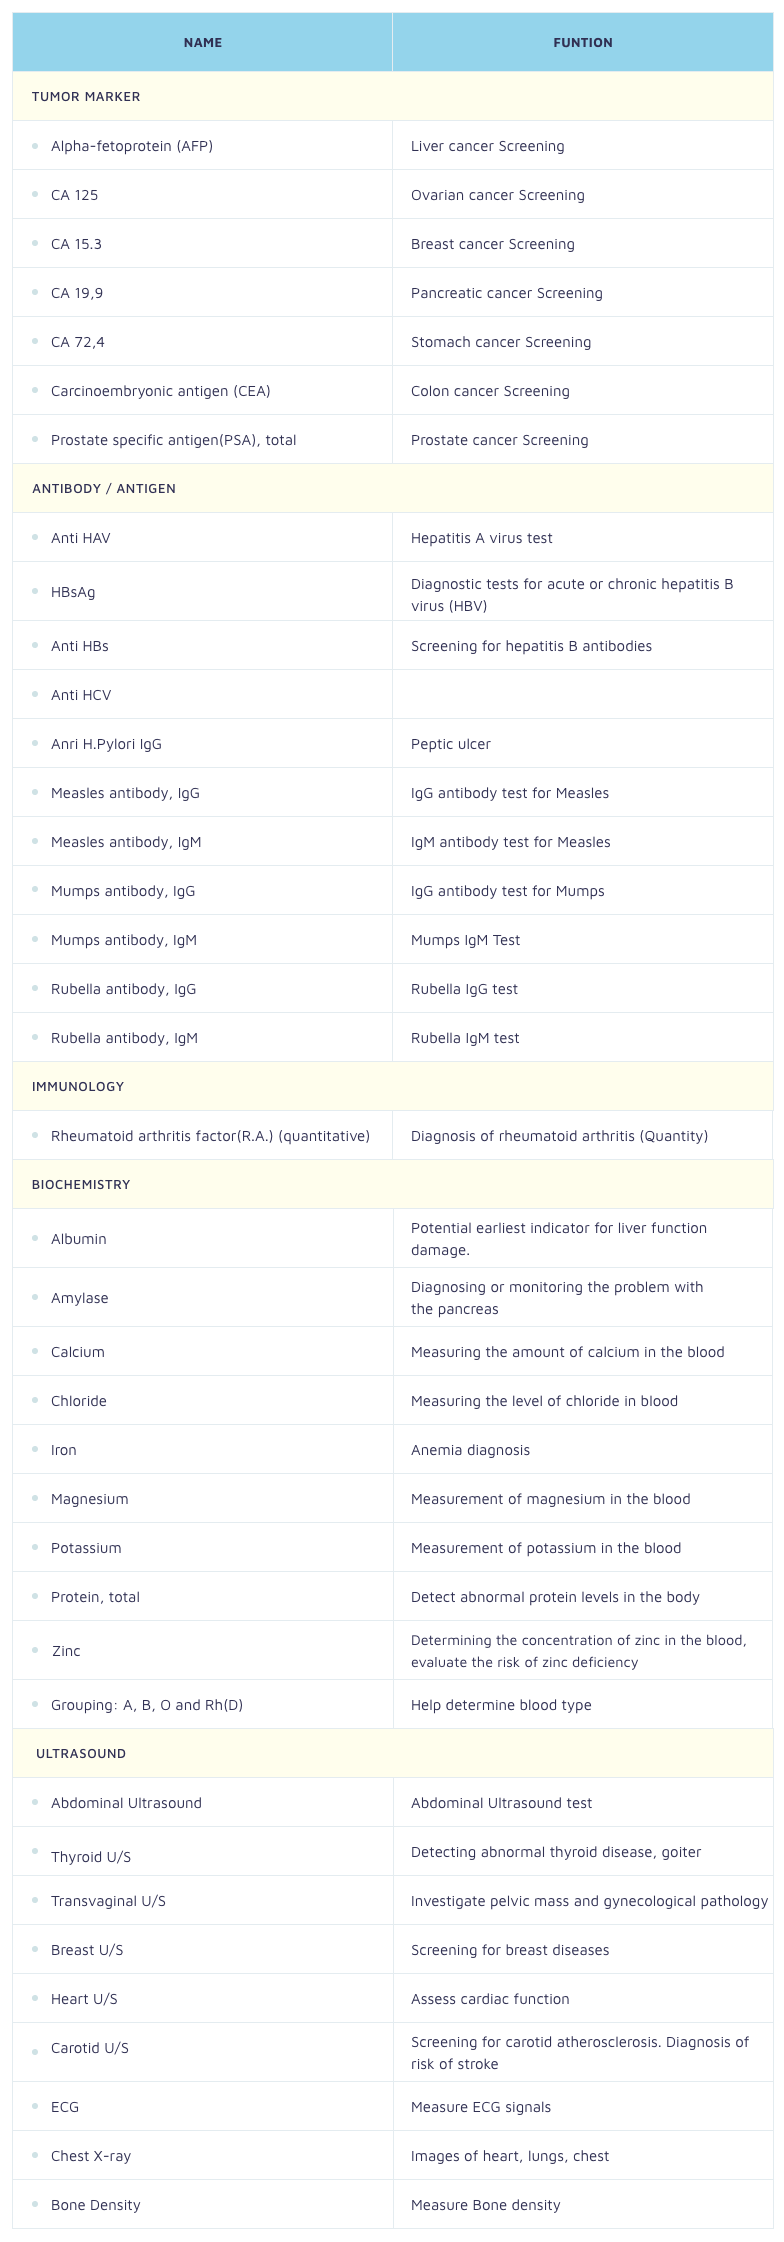 NAME
FUNTION
TUMOR MARKER
Alpha-fetoprotein (AFP)
Liver cancer Screening
CA 125
Ovarian cancer Screening
CA 15.3
Breast cancer Screening
CA 19,9
Pancreatic cancer Screening
CA 72,4
Stomach cancer Screening
Carcinoembryonic antigen (CEA)
Colon cancer Screening
Prostate specific antigen(PSA), total
Prostate cancer Screening
ANTIBODY / ANTIGEN
Anti HAV
Hepatitis A virus test
HBsAg
Diagnostic tests for acute or chronic hepatitis B
virus (HBV)
Anti HBs
Screening for hepatitis B antibodies
Anti HCV
Anri H.Pylori IgG
Peptic ulcer
Measles antibody, IgG
IgG antibody test for Measles
Measles antibody, IgM
IgM antibody test for Measles
Mumps antibody, IgG
IgG antibody test for Mumps
Mumps antibody, IgM
Mumps IgM Test
Rubella antibody, IgG
Rubella IgG test
Rubella antibody, IgM
Rubella IgM test
IMMUNOLOGY
Rheumatoid arthritis factor(R.A.) (quantitative)
Diagnosis of rheumatoid arthritis (Quantity)
BIOCHEMISTRY
Albumin
Potential earliest indicator for liver function
damage.
Amylase
Diagnosing or monitoring the problem with
the pancreas
Calcium
Measuring the amount of calcium in the blood
Chloride
Measuring the level of chloride in blood
Iron
Anemia diagnosis
Magnesium
Measurement of magnesium in the blood
Potassium
Measurement of potassium in the blood
Protein, total
Detect abnormal protein levels in the body
Zinc
Determining the concentration of zinc in the blood,
evaluate the risk of zinc deficiency
Grouping: A, B, O and Rh(D)
Help determine blood type
ULTRASOUND
Abdominal Ultrasound
Abdominal Ultrasound test
Thyroid U/S
Detecting abnormal thyroid disease, goiter
Transvaginal U/S
Investigate pelvic mass and gynecological pathology
Breast U/S
Screening for breast diseases
Heart U/S
Assess cardiac function
Carotid U/S
Screening for carotid atherosclerosis. Diagnosis of
risk of stroke
ECG
Measure ECG signals
Chest X-ray
Images of heart, lungs, chest
Bone Density
Measure Bone density